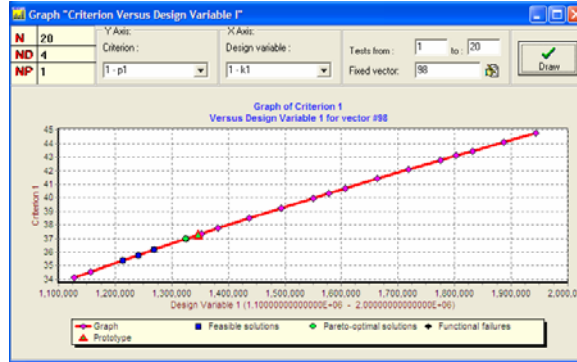 Graph "Criterion Versus Design Variable I"
N 20
ND 4
NP 1
Y Axis:
Criterion :
1 - p1
X Axis:
Design variable :
1 - k1
Tests from : 1 to : 20
Fixed vector: 98
Draw
Graph of Criterion 1
Versus Design Variable 1 for vector #98
45
44
43
42
41
40
39
38
37
36
35
34
Criterion 1
1,100,000 1,200,000 1,300,000 1,400,000 1,500,000 1,600,000 1,700,000 1,800,000 1,900,000 2,000,0
Design Variable 1 (1.10000000000000E+06 - 2.00000000000000E+06)
Graph Feasible solutions Pareto-optimal solutions Functional failures
Prototype